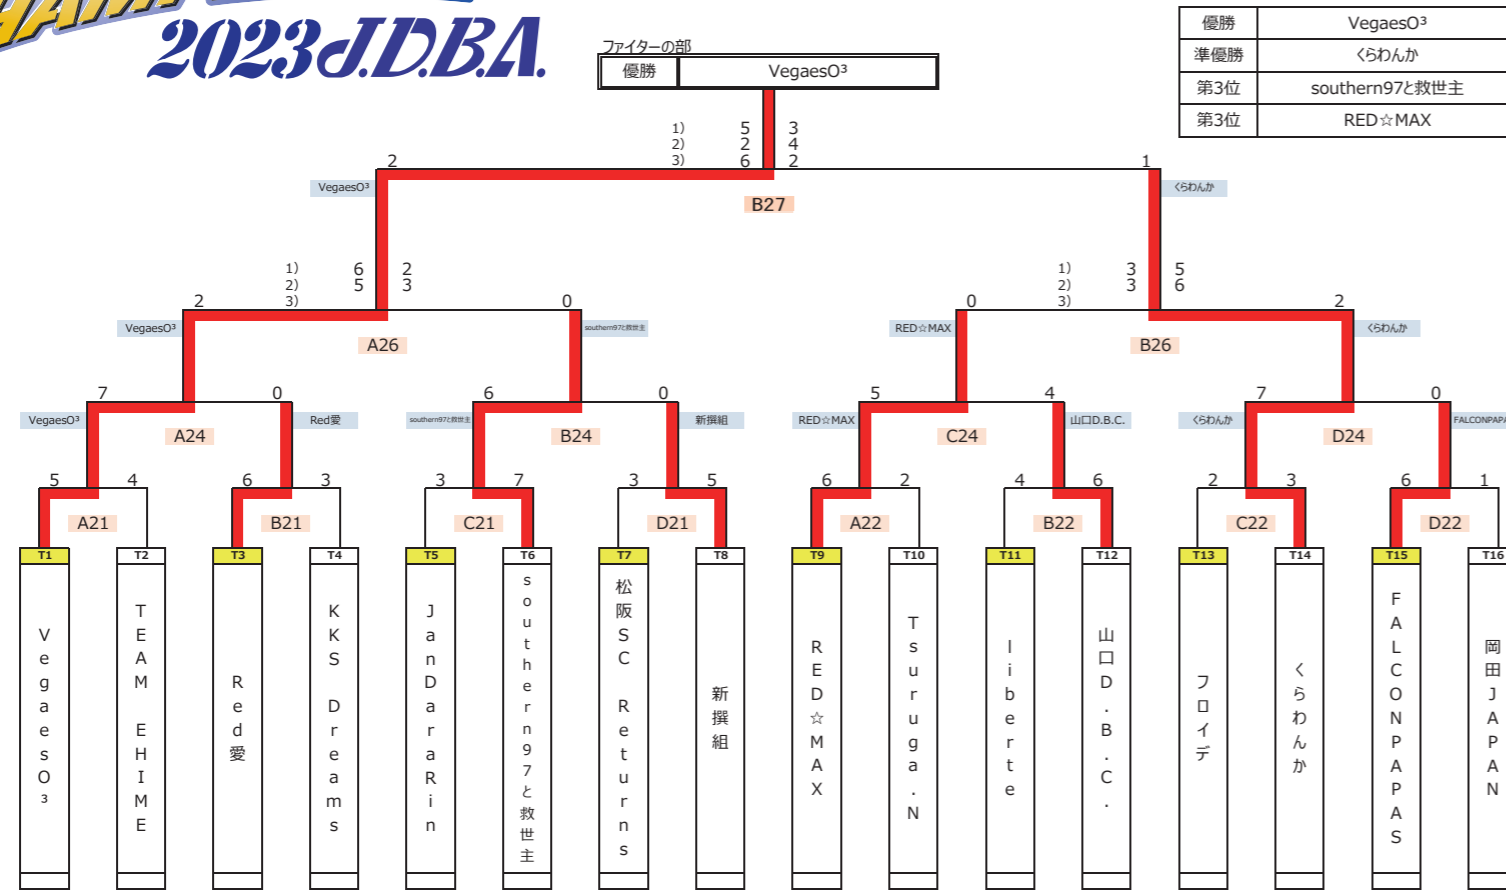 2023 J.D.B.A.
優勝 VegaesO³
準優勝 くらわんか
第3位 southern97と救世主
第3位 RED☆MAX
ファイターの部
優勝 VegaesO³
1) 5 3
2) 2 4
3) 6 2
2 1
VegaesO³ くらわんか
B27
1) 6 2 1) 3 5
2) 5 3 2) 3 6
3) 3)
2 0 0 2
VegaesO³ southern97と救世主 RED☆MAX くらわんか
A26 B26
7 0 6 0 5 4 7 0
VegaesO³ Red愛 southern97と救世主 新撰組 RED☆MAX 山口D.B.C. くらわんか FALCONPAPA
A24 B24 C24 D24
5 4 6 3 3 7 3 5 6 2 4 6 2 3 6 1
A21 B21 C21 D21 A22 B22 C22 D22
T1 T2 T3 T4 T5 T6 T7 T8 T9 T10 T11 T12 T13 T14 T15 T16
VegaesO³
TEAM EHIME
Red愛
KKS Dreams
JanDaraRin
southern97と救世主
松阪SC Returns
新撰組
RED☆MAX
Tsuruga.N
liberte
山口D.B.C.
フロイデ
くらわんか
FALCONPAPAS
岡田JAPAN